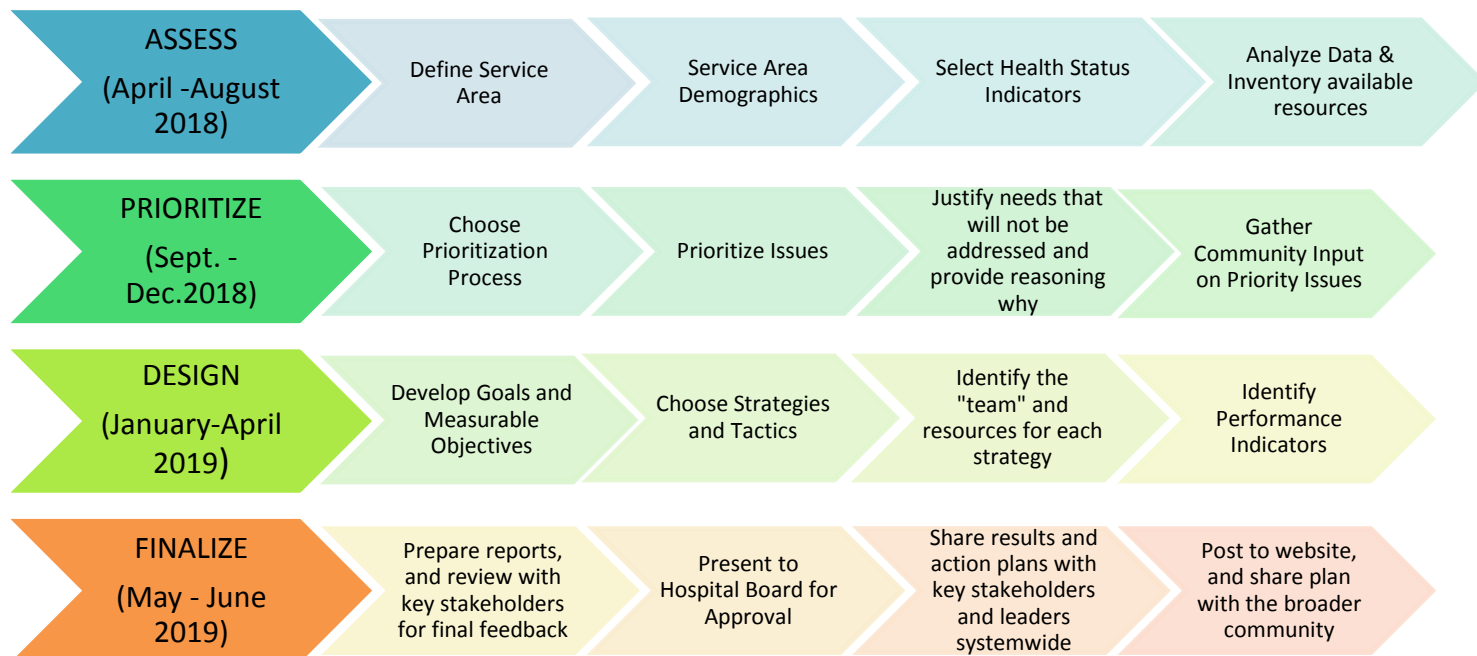 ASSESS
(April -August
2018)
Define Service
Area
Service Area
Demographics
Select Health Status
Indicators
Analyze Data &
Inventory available
resources
PRIORITIZE
(Sept. -
Dec.2018)
Choose
Prioritization
Process
Prioritize Issues
Justify needs that
will not be
addressed and
provide reasoning
why
Gather
Community Input
on Priority Issues
DESIGN
(January-April
2019)
Develop Goals and
Measurable
Objectives
Choose Strategies
and Tactics
Identify the
"team" and
resources for each
strategy
Identify
Performance
Indicators
FINALIZE
(May - June
2019)
Prepare reports,
and review with
key stakeholders
for final feedback
Present to
Hospital Board for
Approval
Share results and
action plans with
key stakeholders
and leaders
systemwide
Post to website,
and share plan
with the broader
community